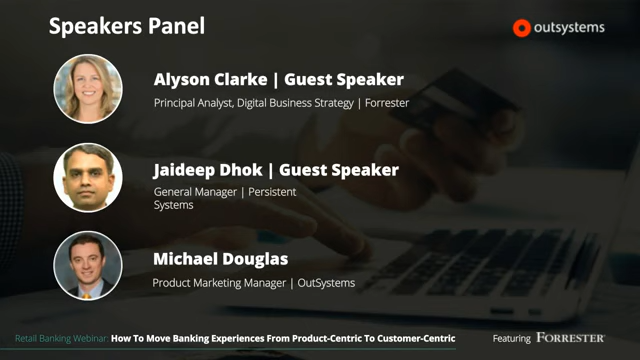 Speakers Panel
outsystems
Alyson Clarke | Guest Speaker
Principal Analyst, Digital Business Strategy | Forrester
Jaideep Dhok | Guest Speaker
General Manager | Persistent
Systems
Michael Douglas
Product Marketing Manager | OutSystems
Retail Banking Webinar: How To Move Banking Experiences From Product-Centric To Customer-Centric
Featuring FORRESTER®